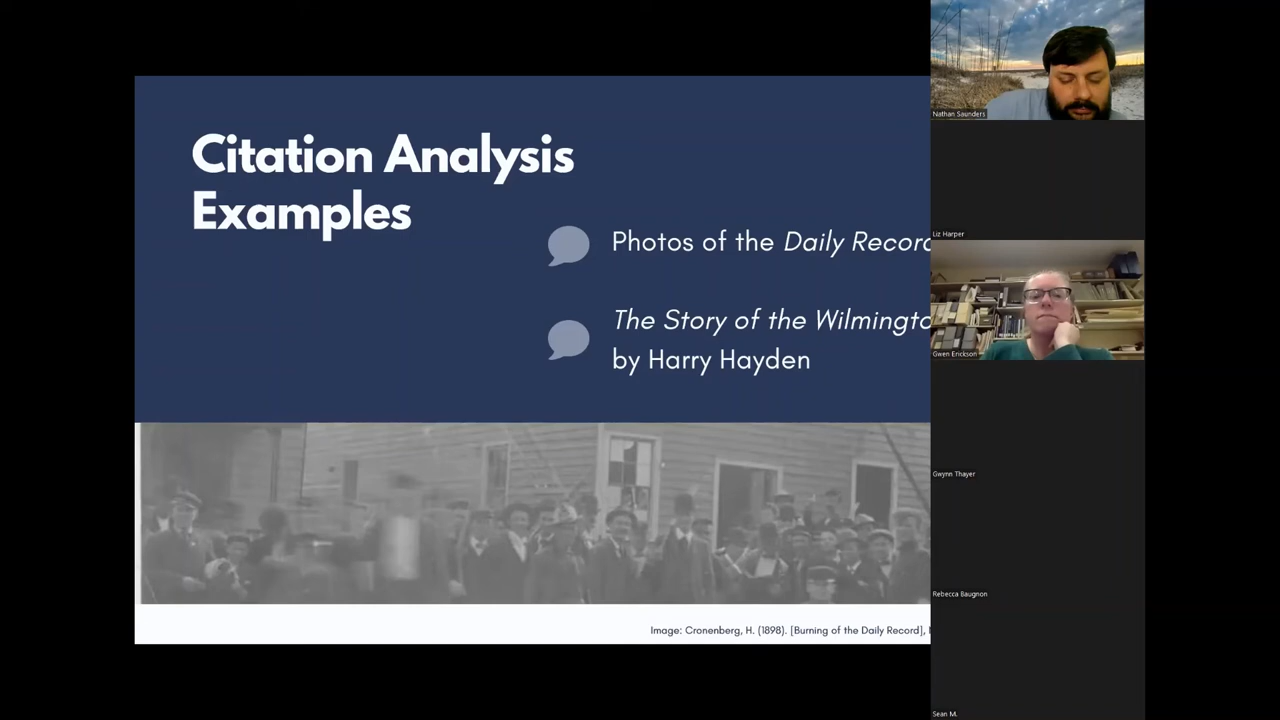 Citation Analysis
Examples
Photos of the Daily Record
The Story of the Wilmingto
by Harry Hayden
Image: Cronenberg, H. (1898). [Burning of the Daily Record],
Nathan Saunders
Liz Harper
Gwen Erickson
Gwynn Thayer
Rebecca Baugnon
Sean M.